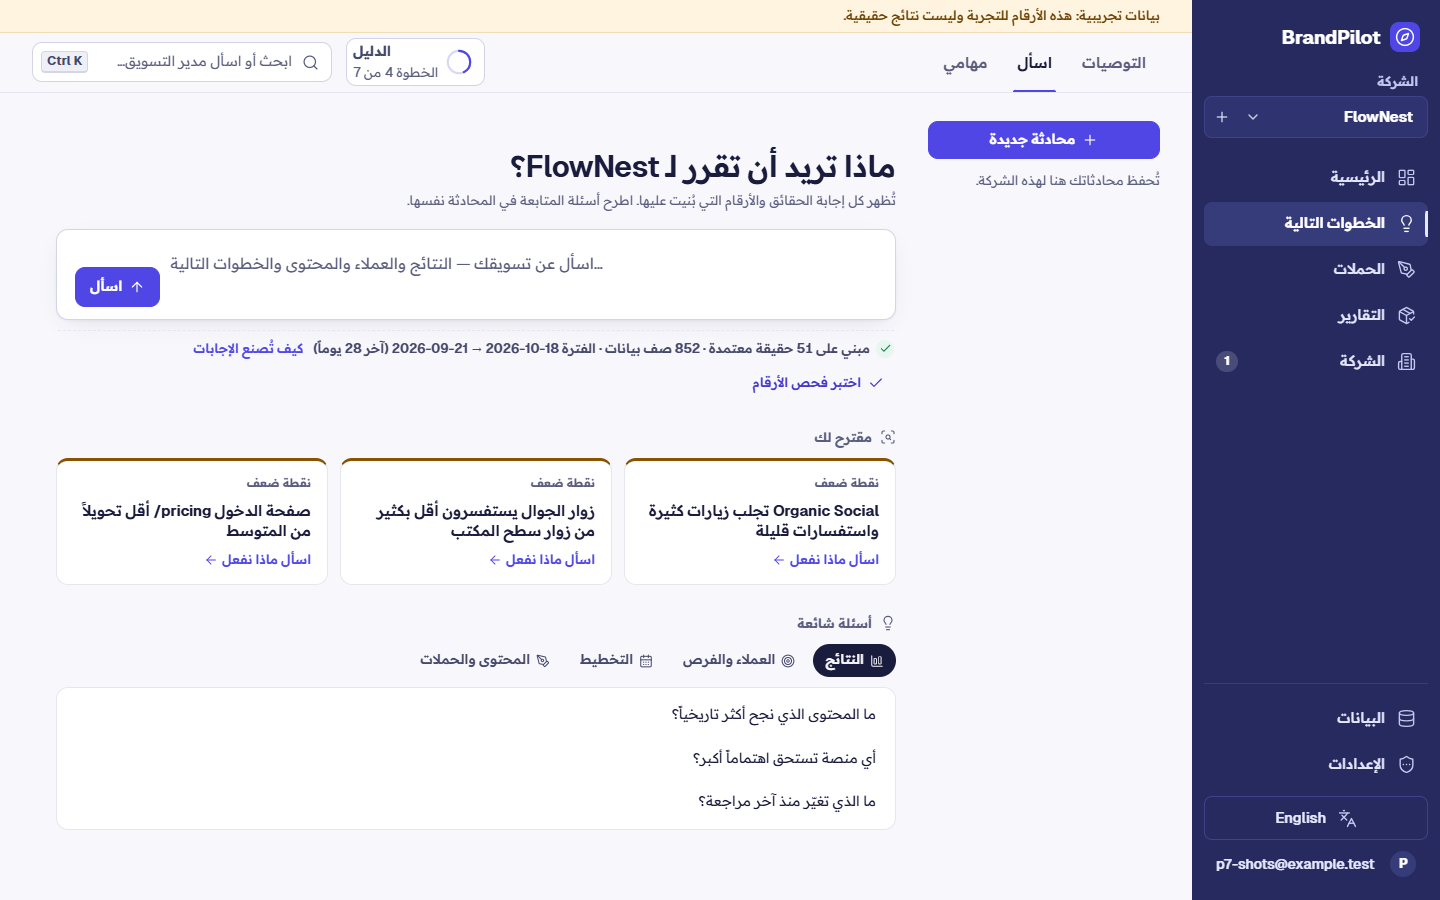 بيانات تجريبية: هذه الأرقام للتجربة وليست نتائج حقيقية.
BrandPilot
الشركة
FlowNest
الرئيسية
الخطوات التالية
الحملات
التقارير
الشركة
1
البيانات
الإعدادات
English
P
p7-shots@example.test
التوصيات
اسأل
مهامي
الدليل
الخطوة 4 من 7
ابحث أو اسأل مدير التسويق...
Ctrl K
محادثة جديدة
تُحفظ محادثاتك هنا لهذه الشركة.
ماذا تريد أن تقرر لـ FlowNest؟
تُظهر كل إجابة الحقائق والأرقام التي بُنيت عليها. اطرح أسئلة المتابعة في المحادثة نفسها.
اسأل عن تسويقك — النتائج والعملاء والمحتوى والخطوات التالية...
اسأل
مبني على 51 حقيقة معتمدة · 852 صف بيانات · الفترة 2026-10-18 → 2026-09-21 (آخر 28 يوماً) كيف تُصنع الإجابات
اختبر فحص الأرقام
مقترح لك
نقطة ضعف
Organic Social تجلب زيارات كثيرة
واستفسارات قليلة
اسأل ماذا نفعل ←
نقطة ضعف
زوار الجوال يستفسرون أقل بكثير
من زوار سطح المكتب
اسأل ماذا نفعل ←
نقطة ضعف
صفحة الدخول pricing/ أقل تحويلاً
من المتوسط
اسأل ماذا نفعل ←
أسئلة شائعة
النتائج
العملاء والفرص
التخطيط
المحتوى والحملات
ما المحتوى الذي نجح أكثر تاريخياً؟
أي منصة تستحق اهتماماً أكبر؟
ما الذي تغيّر منذ آخر مراجعة؟